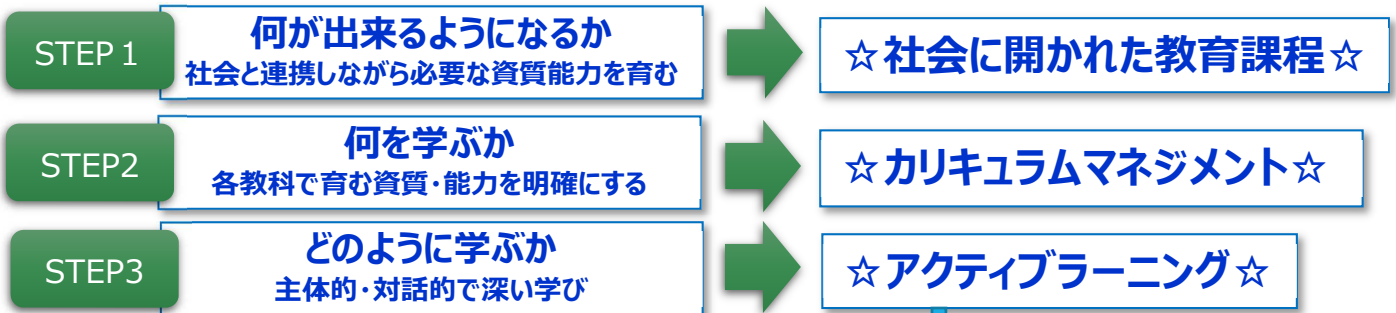 STEP 1
何が出来るようになるか
社会と連携しながら必要な資質能力を育む
☆社会に開かれた教育課程☆
STEP2
何を学ぶか
各教科で育む資質・能力を明確にする
☆カリキュラムマネジメント☆
STEP3
どのように学ぶか
主体的・対話的で深い学び
☆アクティブラーニング☆